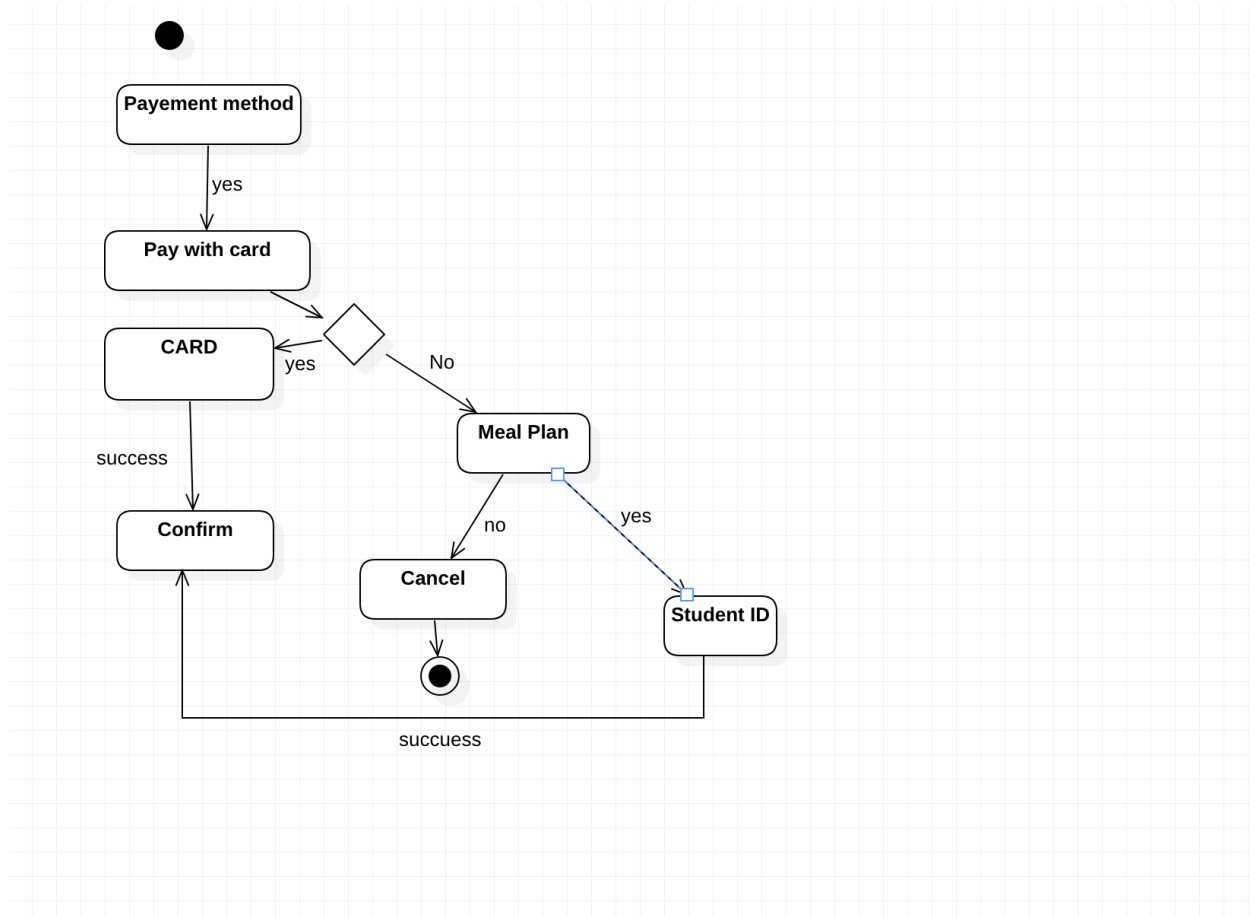 Payement method
yes
Pay with card
CARD
yes
No
Meal Plan
success
no
yes
Confirm
Cancel
Student ID
succuess